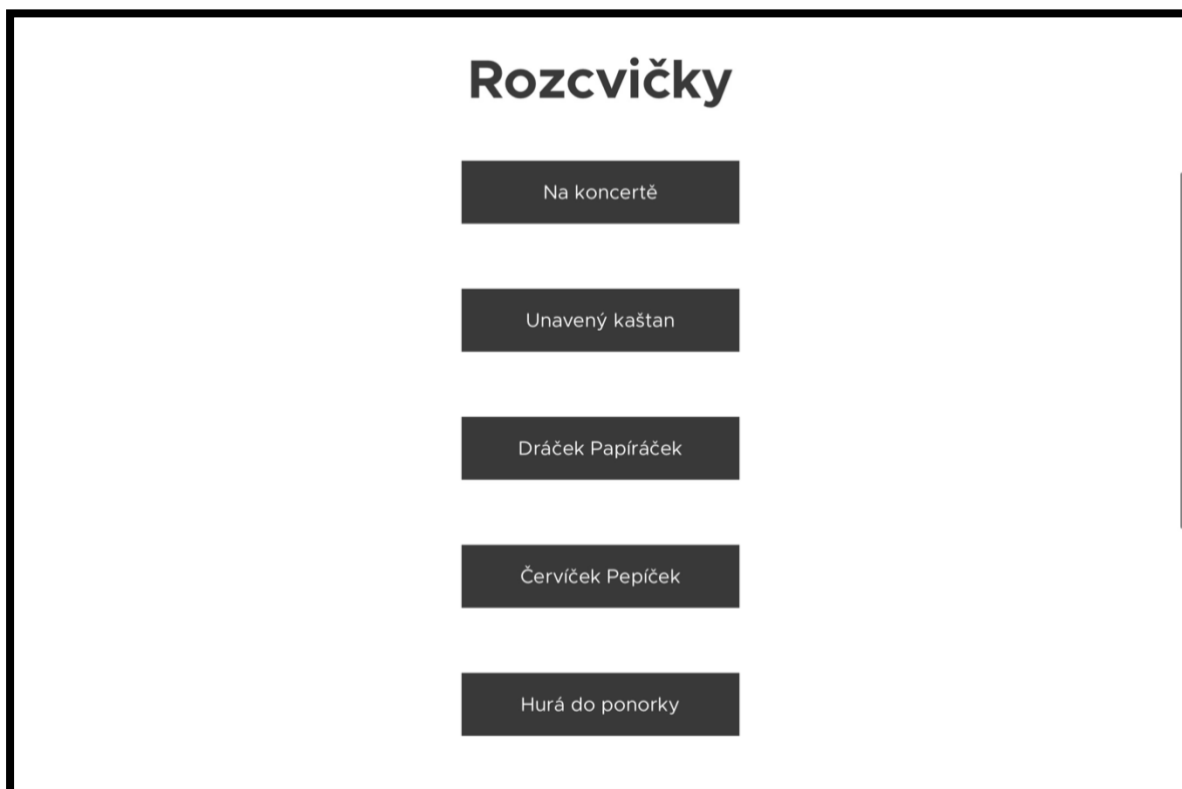 Rozcvičky
Na koncertě
Unavený kaštan
Dráček Papíráček
Červíček Pepíček
Hurá do ponorky